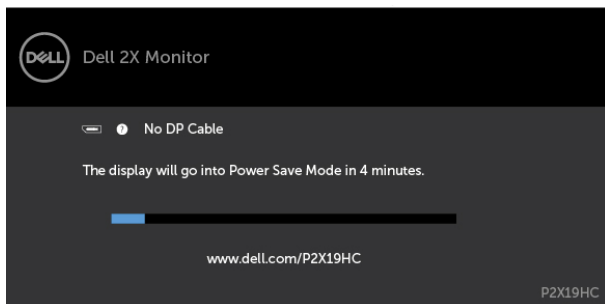 DELL
Dell 2X Monitor
? No DP Cable
The display will go into Power Save Mode in 4 minutes.
www.dell.com/P2X19HC
P2X19HC